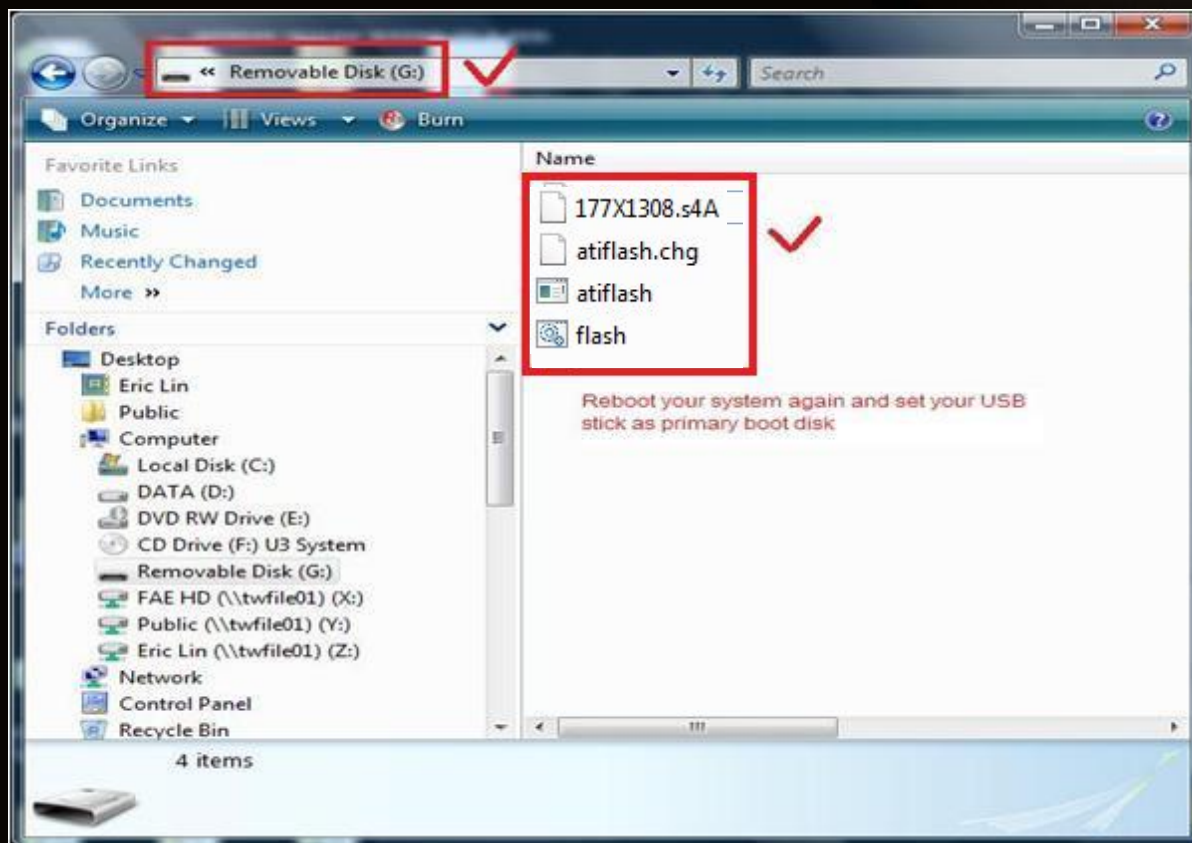 « Removable Disk (G:)
Search
Organize Views Burn
Favorite Links
Documents
Music
Recently Changed
More »
Folders
Desktop
Eric Lin
Public
Computer
Local Disk (C:)
DATA (D:)
DVD RW Drive (E:)
CD Drive (F:) U3 System
Removable Disk (G:)
FAE HD (\\twfile01) (X:)
Public (\\twfile01) (Y:)
Eric Lin (\\twfile01) (Z:)
Network
Control Panel
Recycle Bin
Name
177X1308.s4A
atiflash.chg
atiflash
flash
Reboot your system again and set your USB
stick as primary boot disk
4 items